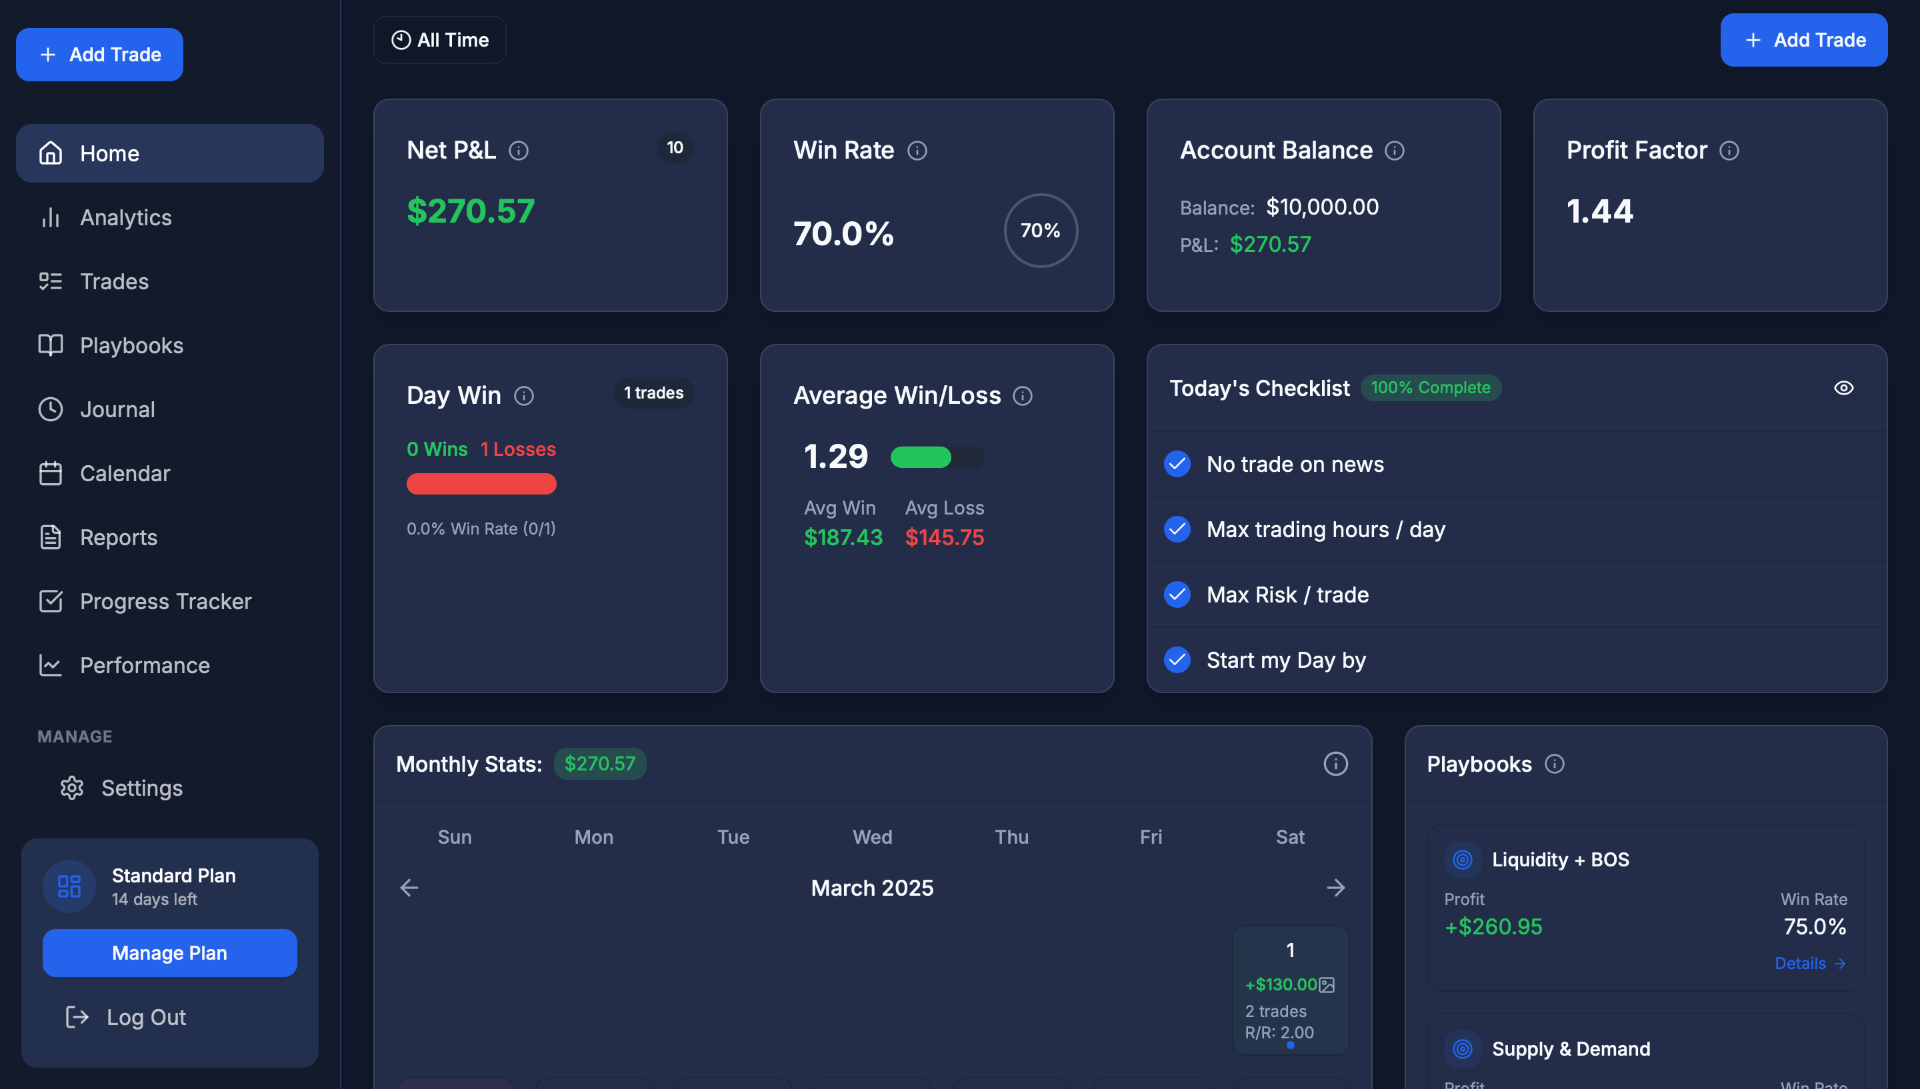 Add Trade
Home
Analytics
Trades
Playbooks
Journal
Calendar
Reports
Progress Tracker
Performance
MANAGE
Settings
Standard Plan
14 days left
Manage Plan
Log Out
All Time
Add Trade
Net P&L
10
$270.57
Win Rate
70.0%
70%
Account Balance
Balance: $10,000.00
P&L: $270.57
Profit Factor
1.44
Day Win
1 trades
0 Wins 1 Losses
0.0% Win Rate (0/1)
Average Win/Loss
1.29
Avg Win Avg Loss
$187.43 $145.75
Today's Checklist 100% Complete
No trade on news
Max trading hours / day
Max Risk / trade
Start my Day by
Monthly Stats: $270.57
Sun Mon Tue Wed Thu Fri Sat
March 2025
1
+$130.00
2 trades
R/R: 2.00
Playbooks
Liquidity + BOS
Profit Win Rate
+$260.95 75.0%
Details
Supply & Demand
Profit Win Rate